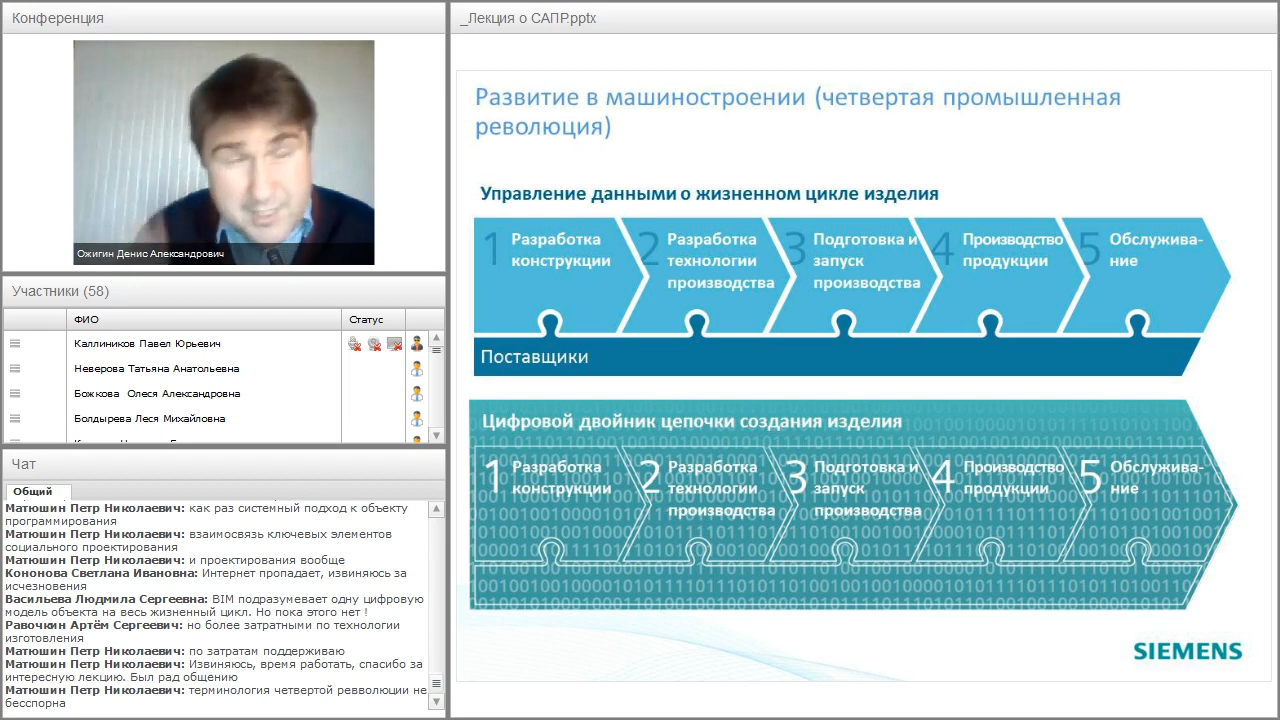 Конференция
Ожигин Денис Александрович
Участники (58)
ФИО
Статус
Каллиников Павел Юрьевич
Неверова Татьяна Анатольевна
Божкова Олеся Александровна
Болдырева Леся Михайловна
Чат
Общий
Матюшин Петр Николаевич: как раз системный подход к объекту
программирования
Матюшин Петр Николаевич: взаимосвязь ключевых элементов
социального проектирования
Матюшин Петр Николаевич: и проектирования вообще
Кононова Светлана Ивановна: Интернет пропадает, извиняюсь за
исчезновения
Васильева Людмила Сергеевна: BIM подразумевает одну цифровую
модель объекта на весь жизненный цикл. Но пока этого нет !
Равочкин Артём Сергеевич: но более затратными по технологии
изготовления
Матюшин Петр Николаевич: по затратам поддерживаю
Матюшин Петр Николаевич: Извиняюсь, время работать, спасибо за
интересную лекцию. Был рад общению
Матюшин Петр Николаевич: терминология четвертой ревволюции не
бесспорна
_Лекция о САПР.pptx
Развитие в машиностроении (четвертая промышленная
революция)
Управление данными о жизненном цикле изделия
1 Разработка
конструкции
2 Разработка
технологии
производства
3 Подготовка и
запуск
производства
4 Производство
продукции
5 Обслужива-
ние
Поставщики
Цифровой двойник цепочки создания изделия
1 Разработка
конструкции
2 Разработка
технологии
производства
3 Подготовка и
запуск
производства
4 Производство
продукции
5 Обслужива-
ние
SIEMENS